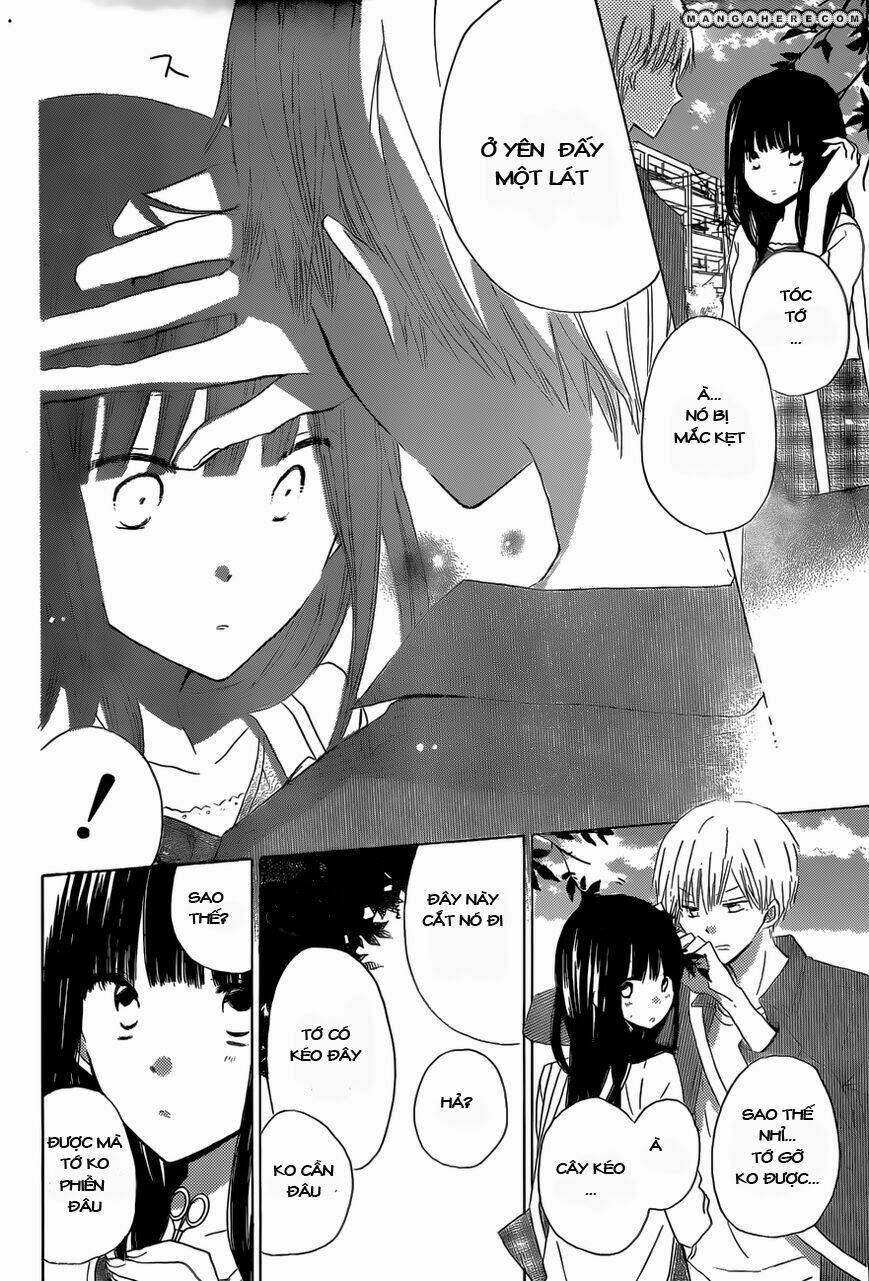 MANGAHERE.COM
TÓC
TỚ
...
À...
NÓ BỊ
MẮC KẸT
Ở YÊN ĐẤY
MỘT LÁT
ス
!
SAO THẾ
NHỈ...
TỚ GỠ
KO ĐƯỢC...
À
CÂY KÉO
...
ĐÂY NÀY
CẮT NÓ ĐI
HẢ?
TỚ CÓ
KÉO ĐÂY
KO CẦN
ĐÂU
SAO
THẾ?
ĐƯỢC MÀ
TỚ KO
PHIỀN
ĐÂU